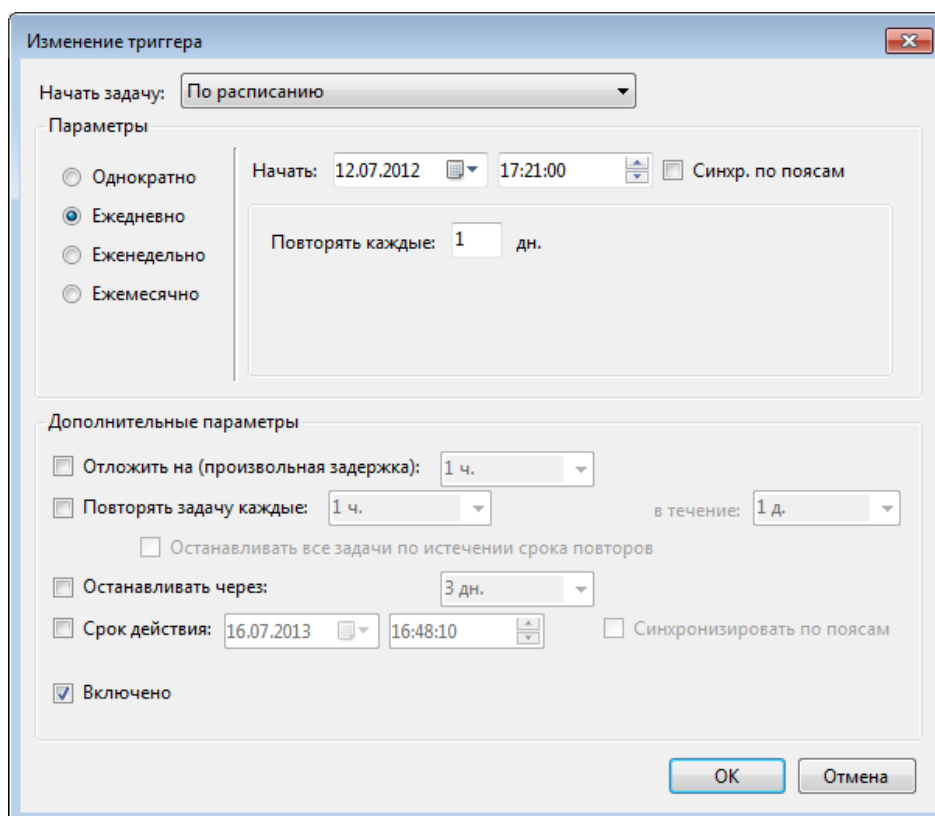 Изменение триггера
Начать задачу: По расписанию
Параметры
Однократно
Ежедневно
Еженедельно
Ежемесячно
Начать: 12.07.2012 17:21:00 Синхр. по поясам
Повторять каждые: 1 дн.
Дополнительные параметры
Отложить на (произвольная задержка): 1 ч.
Повторять задачу каждые: 1 ч. в течение: 1 д.
Останавливать все задачи по истечении срока повторов
Останавливать через: 3 дн.
Срок действия: 16.07.2013 16:48:10 Синхронизировать по поясам
Включено
OK Отмена